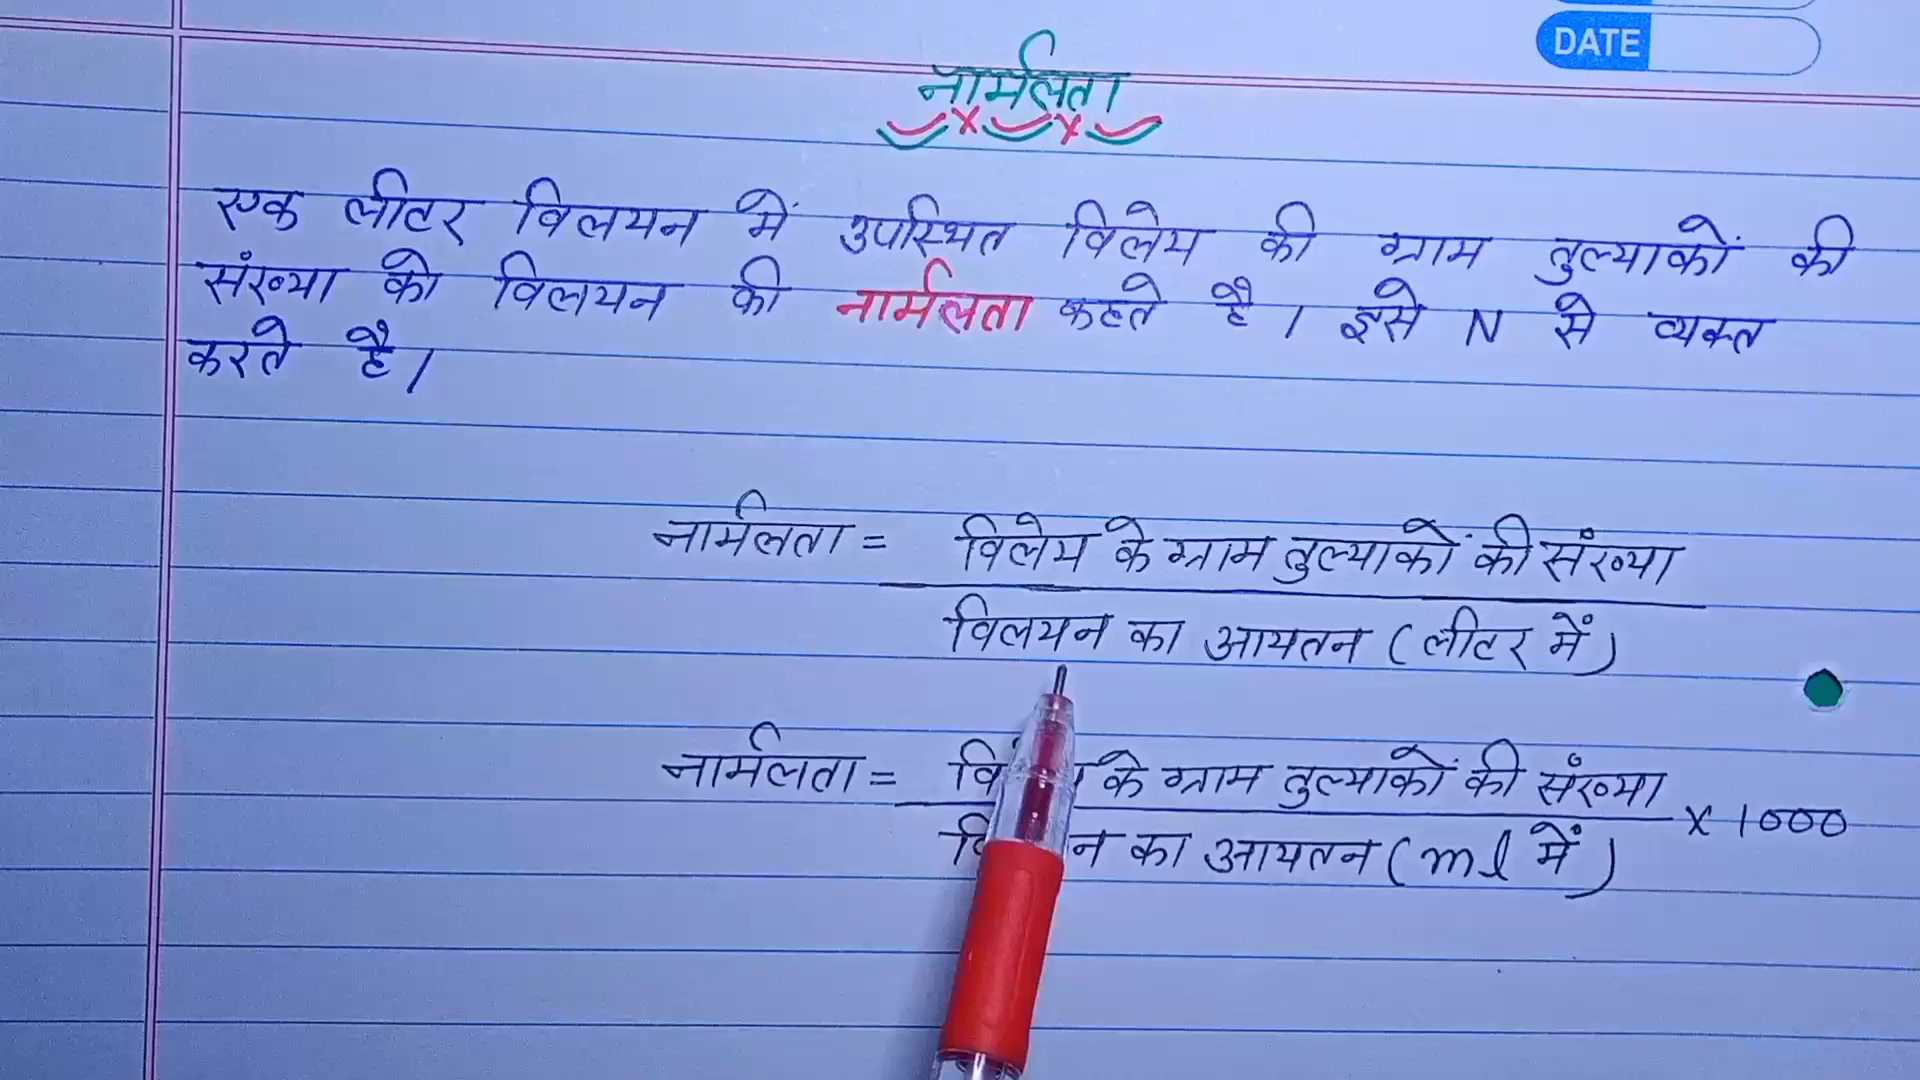 DATE
नार्मलता
एक लीटर विलयन में उपस्थित विलेय की ग्राम तुल्याकों की
संख्या को विलयन की नार्मलता कहते है। इसे N से व्यक्त
करते है।
नार्मलता = विलेय के ग्राम तुल्याकों की संख्या
विलयन का आयतन (लीटर में)
नार्मलता = के ग्राम तुल्याकों की संख्या × 1000
का आयतन (ml में)